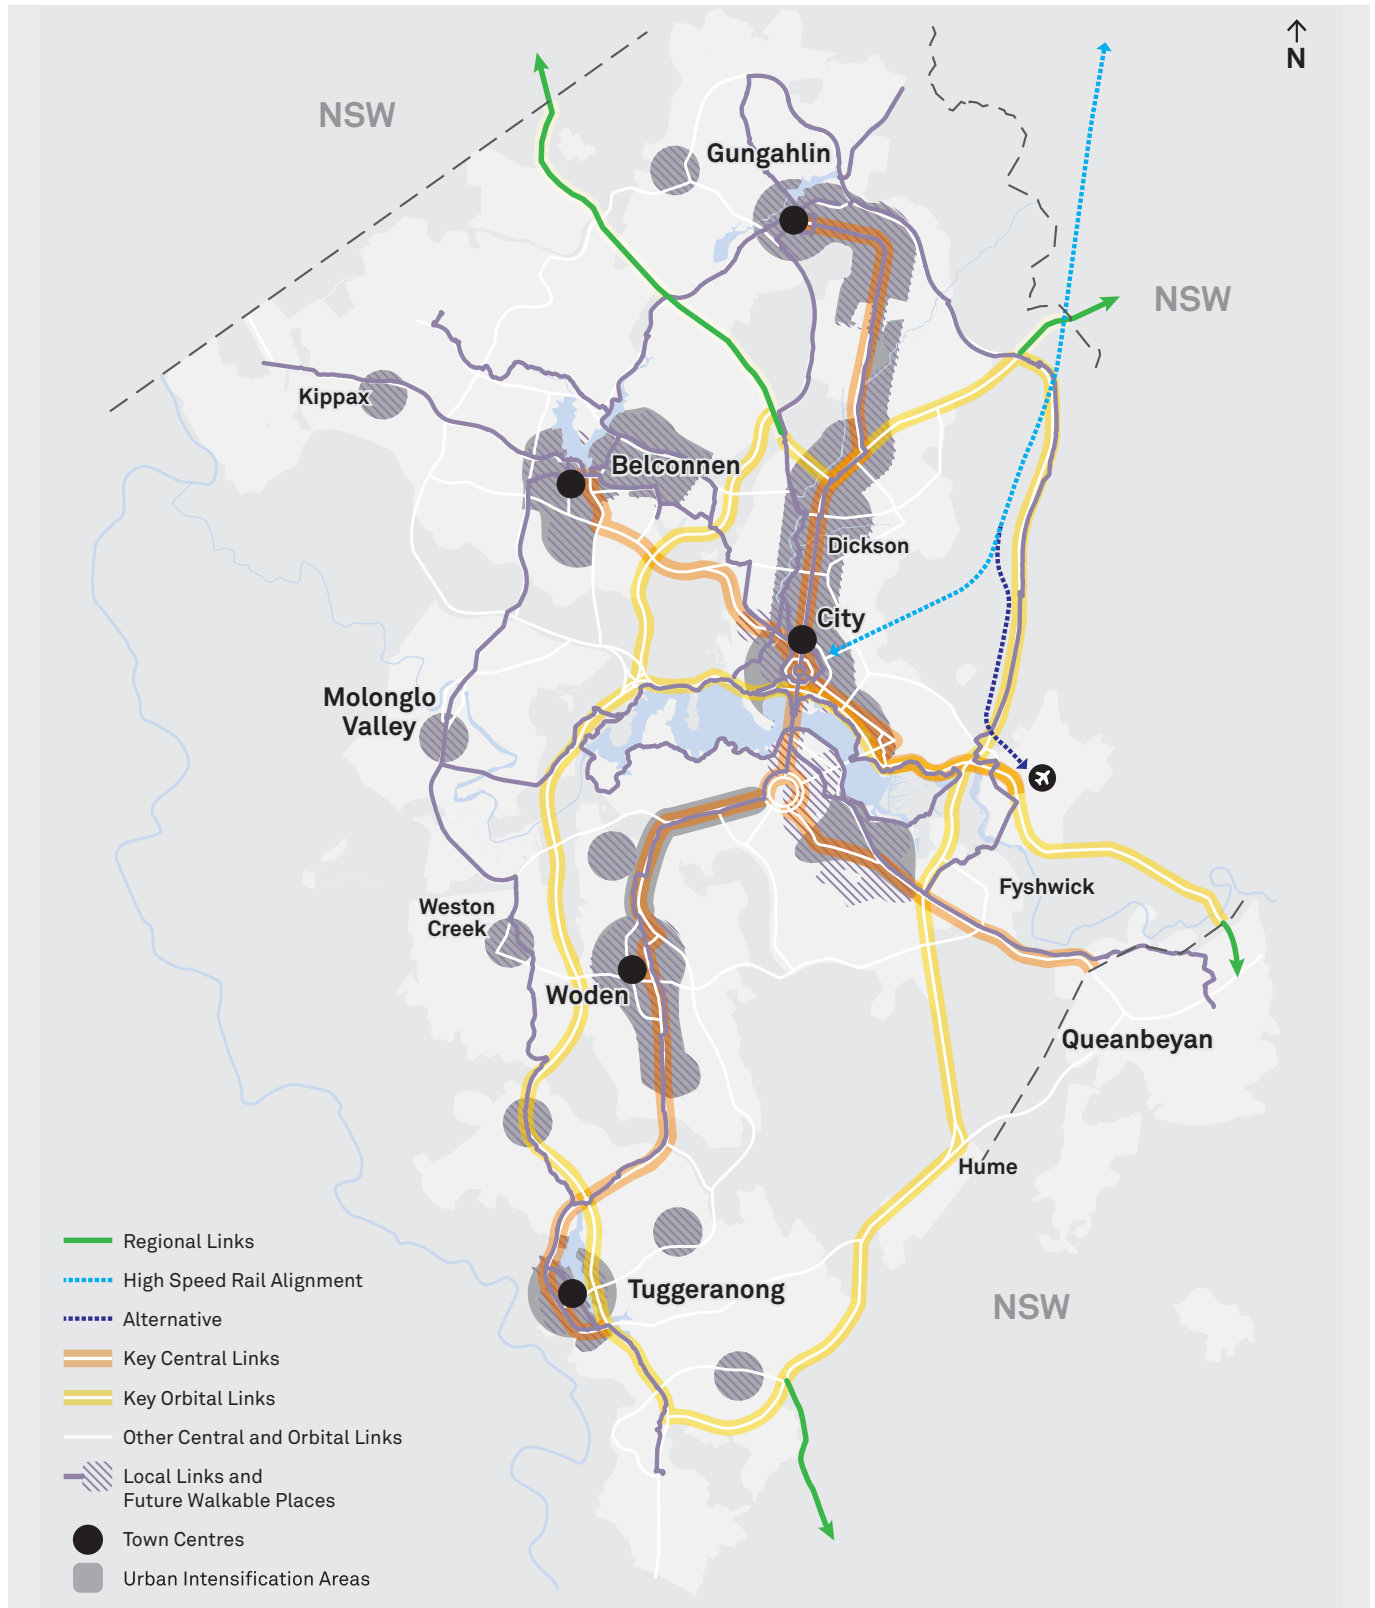 N
NSW
Gungahlin
NSW
Kippax
Belconnen
Dickson
City
Molonglo
Valley
Fyshwick
Weston
Creek
Woden
Queanbeyan
Hume
Tuggeranong
NSW
Regional Links
High Speed Rail Alignment
Alternative
Key Central Links
Key Orbital Links
Other Central and Orbital Links
Local Links and
Future Walkable Places
Town Centres
Urban Intensification Areas